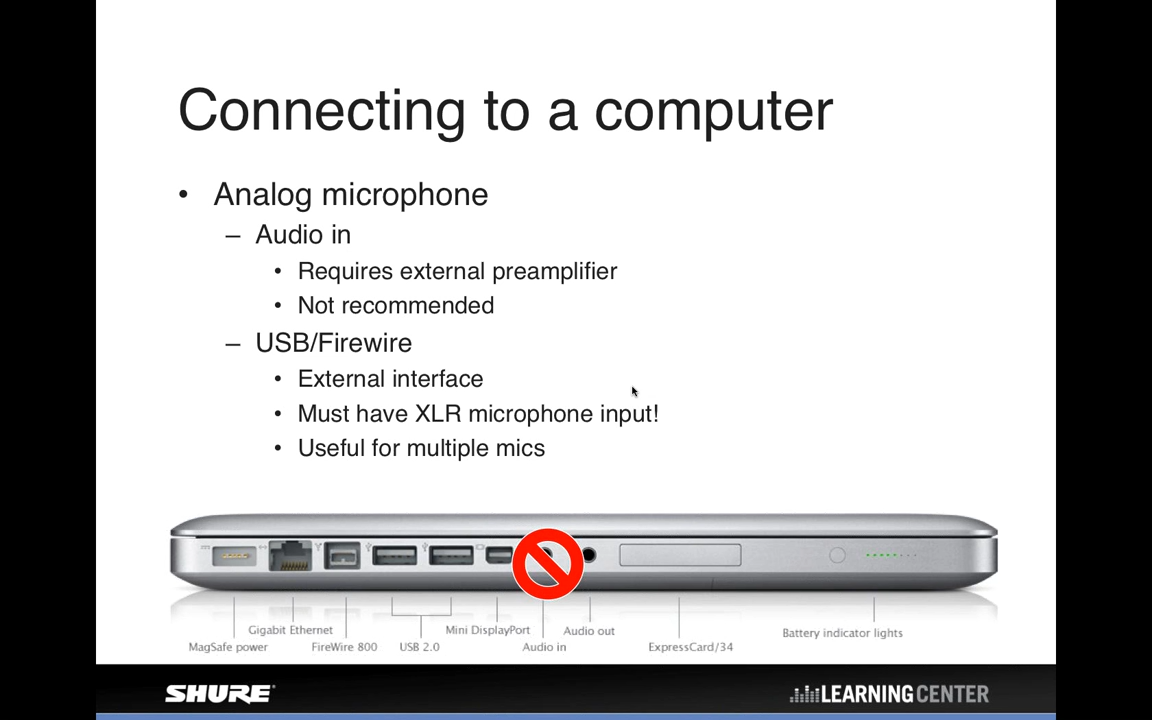 Connecting to a computer
• Analog microphone
– Audio in
• Requires external preamplifier
• Not recommended
– USB/Firewire
• External interface
• Must have XLR microphone input!
• Useful for multiple mics
Gigabit Ethernet
Mini DisplayPort
Audio out
Battery indicator lights
MagSafe power
FireWire 800
USB 2.0
Audio in
ExpressCard/34
SHURE
LEARNING CENTER